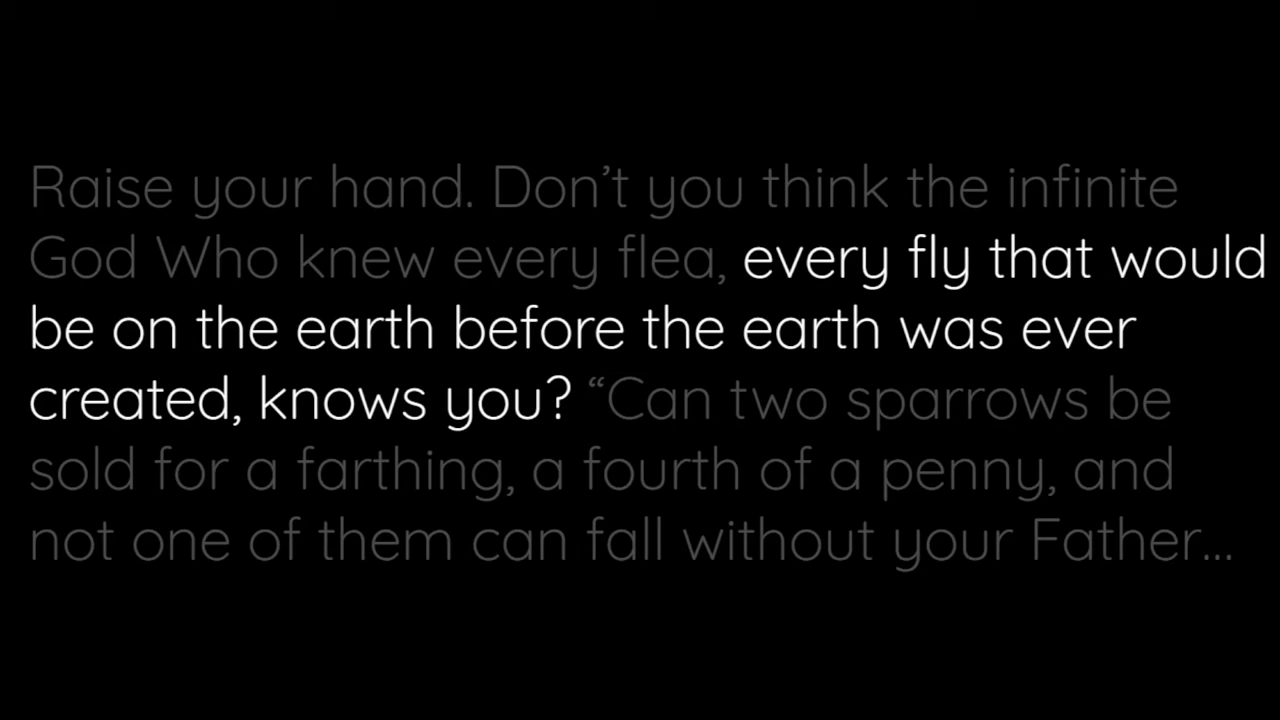 Raise your hand. Don’t you think the infinite
God Who knew every flea, every fly that would
be on the earth before the earth was ever
created, knows you? “Can two sparrows be
sold for a farthing, a fourth of a penny, and
not one of them can fall without your Father...